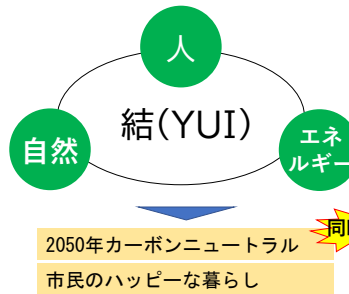 人
結(YUI)
自然
エネ
ルギー
2050年カーボンニュートラル
市民のハッピーな暮らし